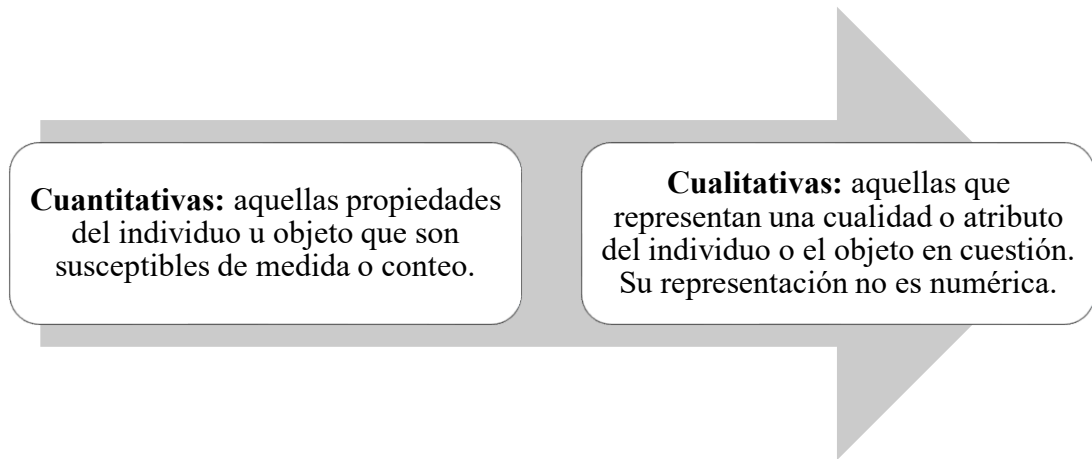 Cuantitativas: aquellas propiedades
del individuo u objeto que son
susceptibles de medida o conteo.
Cualitativas: aquellas que
representan una cualidad o atributo
del individuo o el objeto en cuestión.
Su representación no es numérica.